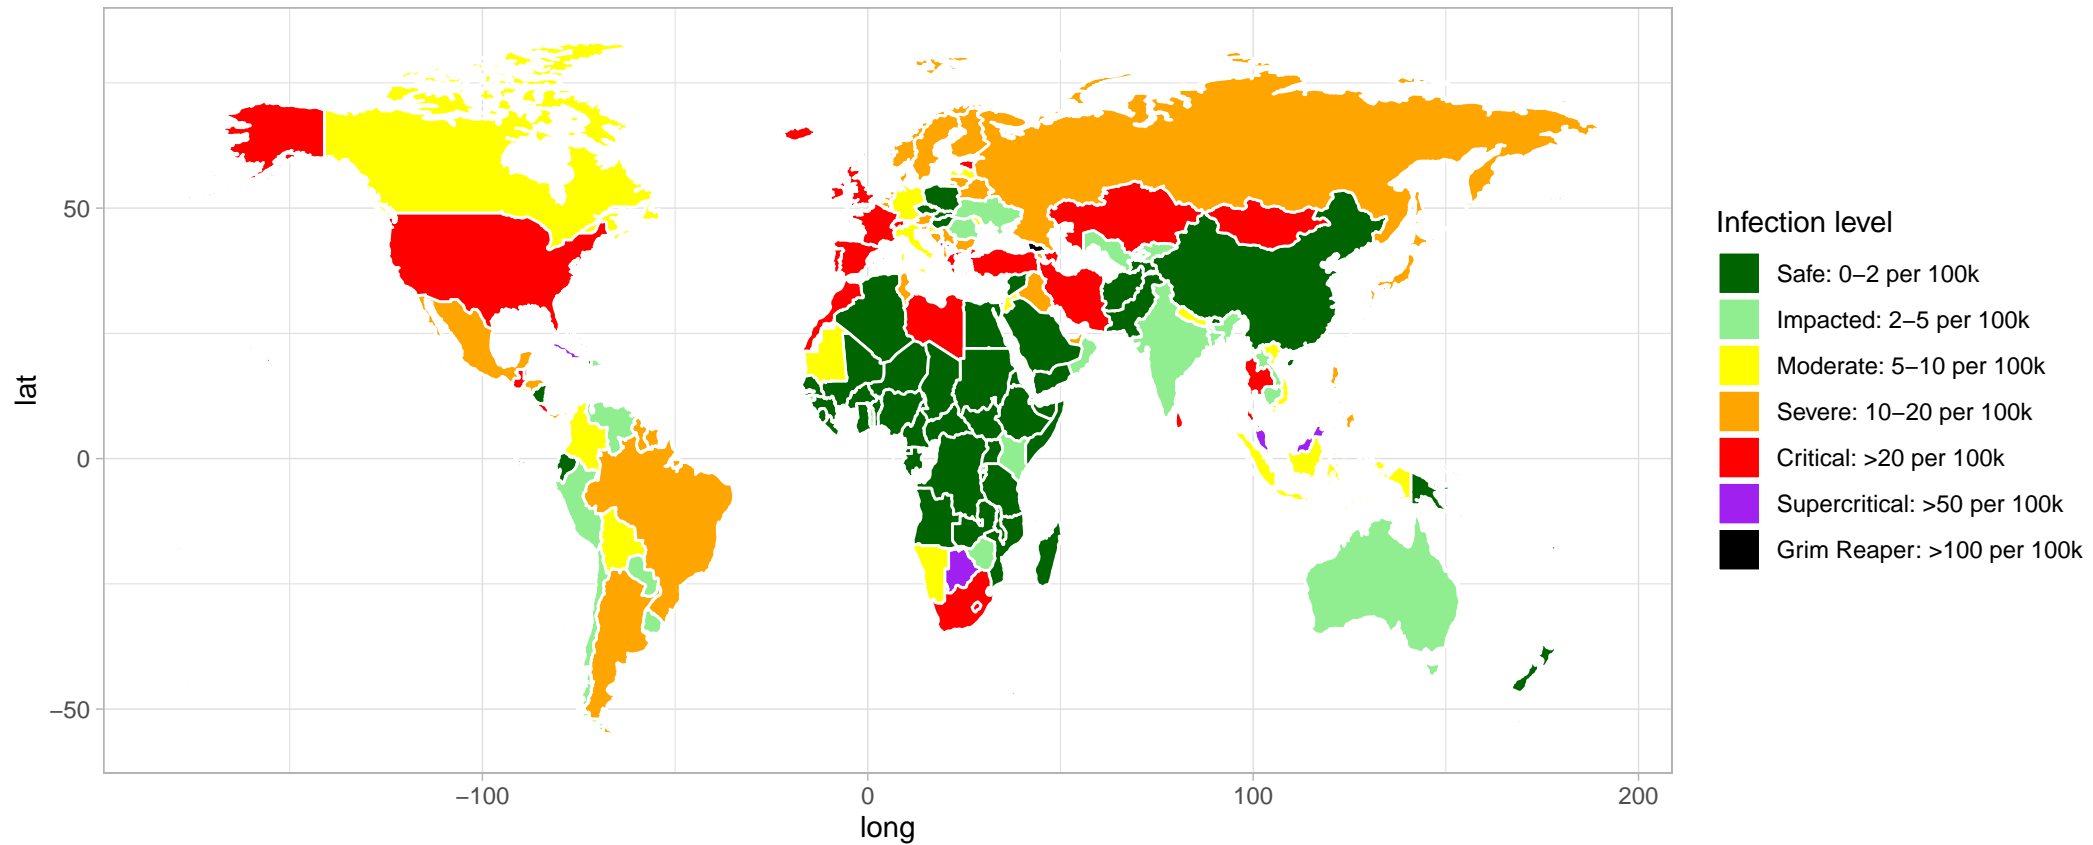 50
0
−50
lat
−100
0
100
200
long
Infection level
Safe: 0−2 per 100k
Impacted: 2−5 per 100k
Moderate: 5−10 per 100k
Severe: 10−20 per 100k
Critical: >20 per 100k
Supercritical: >50 per 100k
Grim Reaper: >100 per 100k